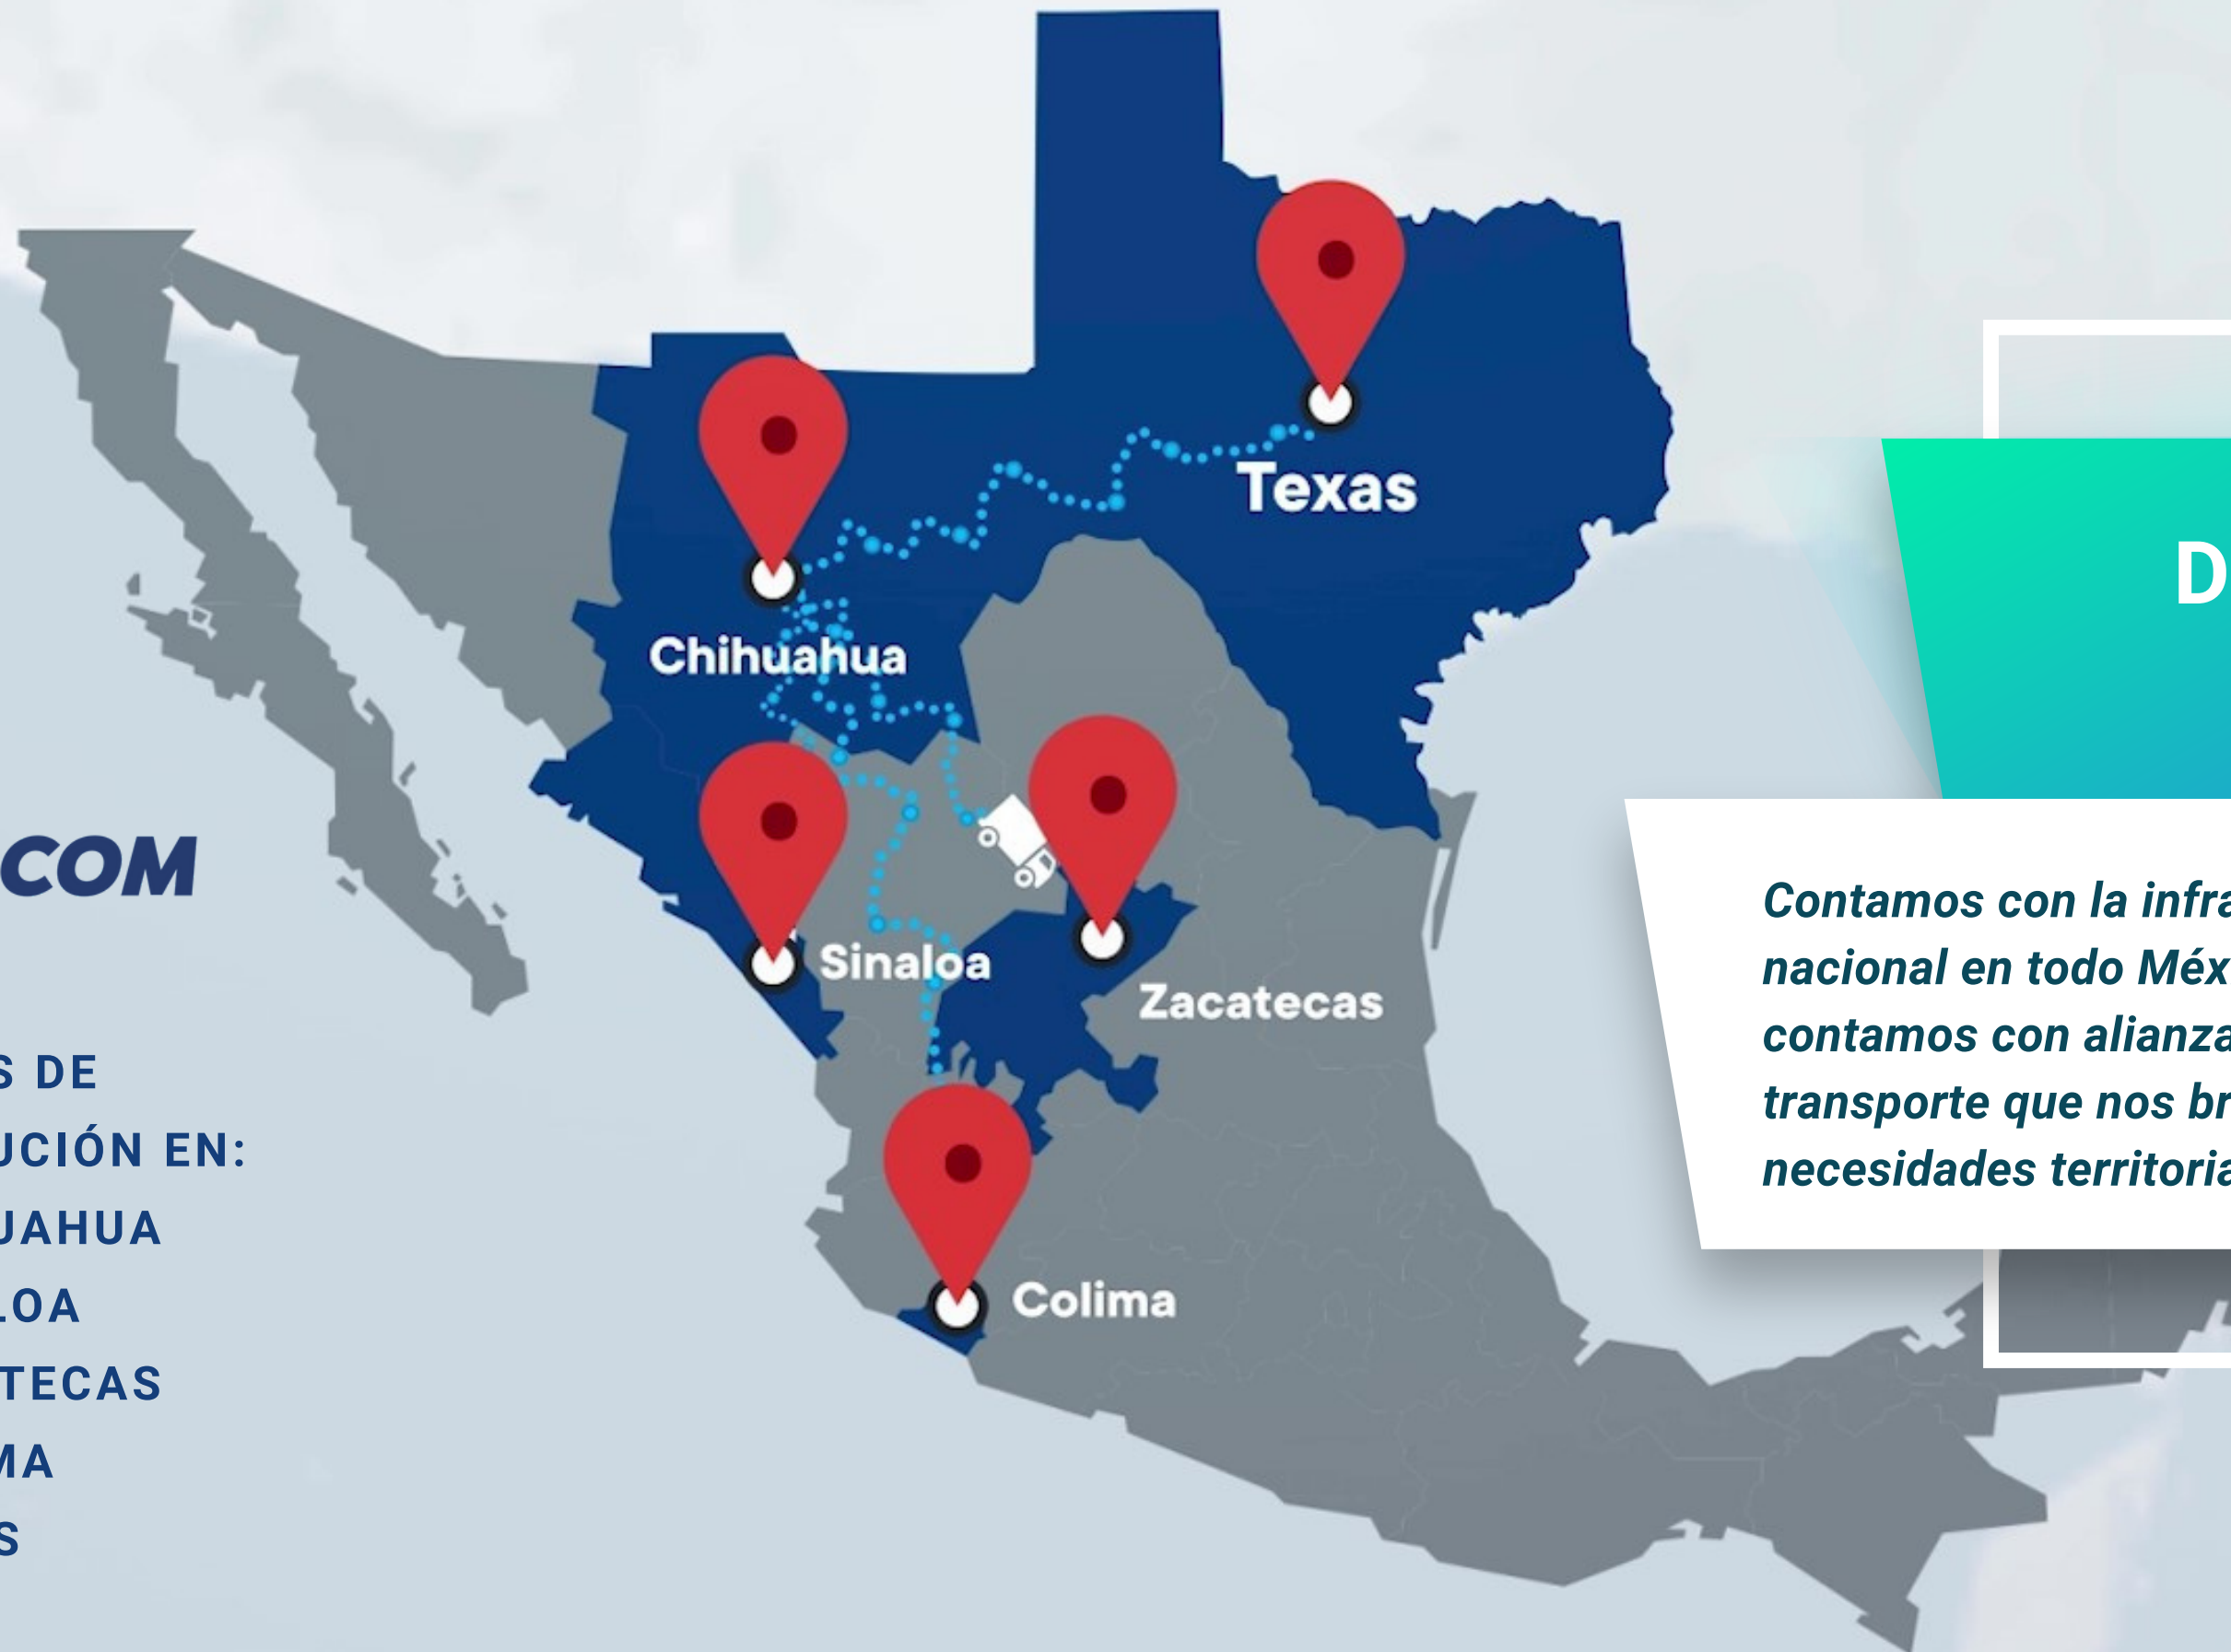 COM
S DE
UCIÓN EN:
UAHUA
LOA
TECAS
MA
S
Texas
Chihuahua
Sinaloa
Zacatecas
Colima
D
Contamos con la infra
nacional en todo Méx
contamos con alianza
transporte que nos br
necesidades territoria